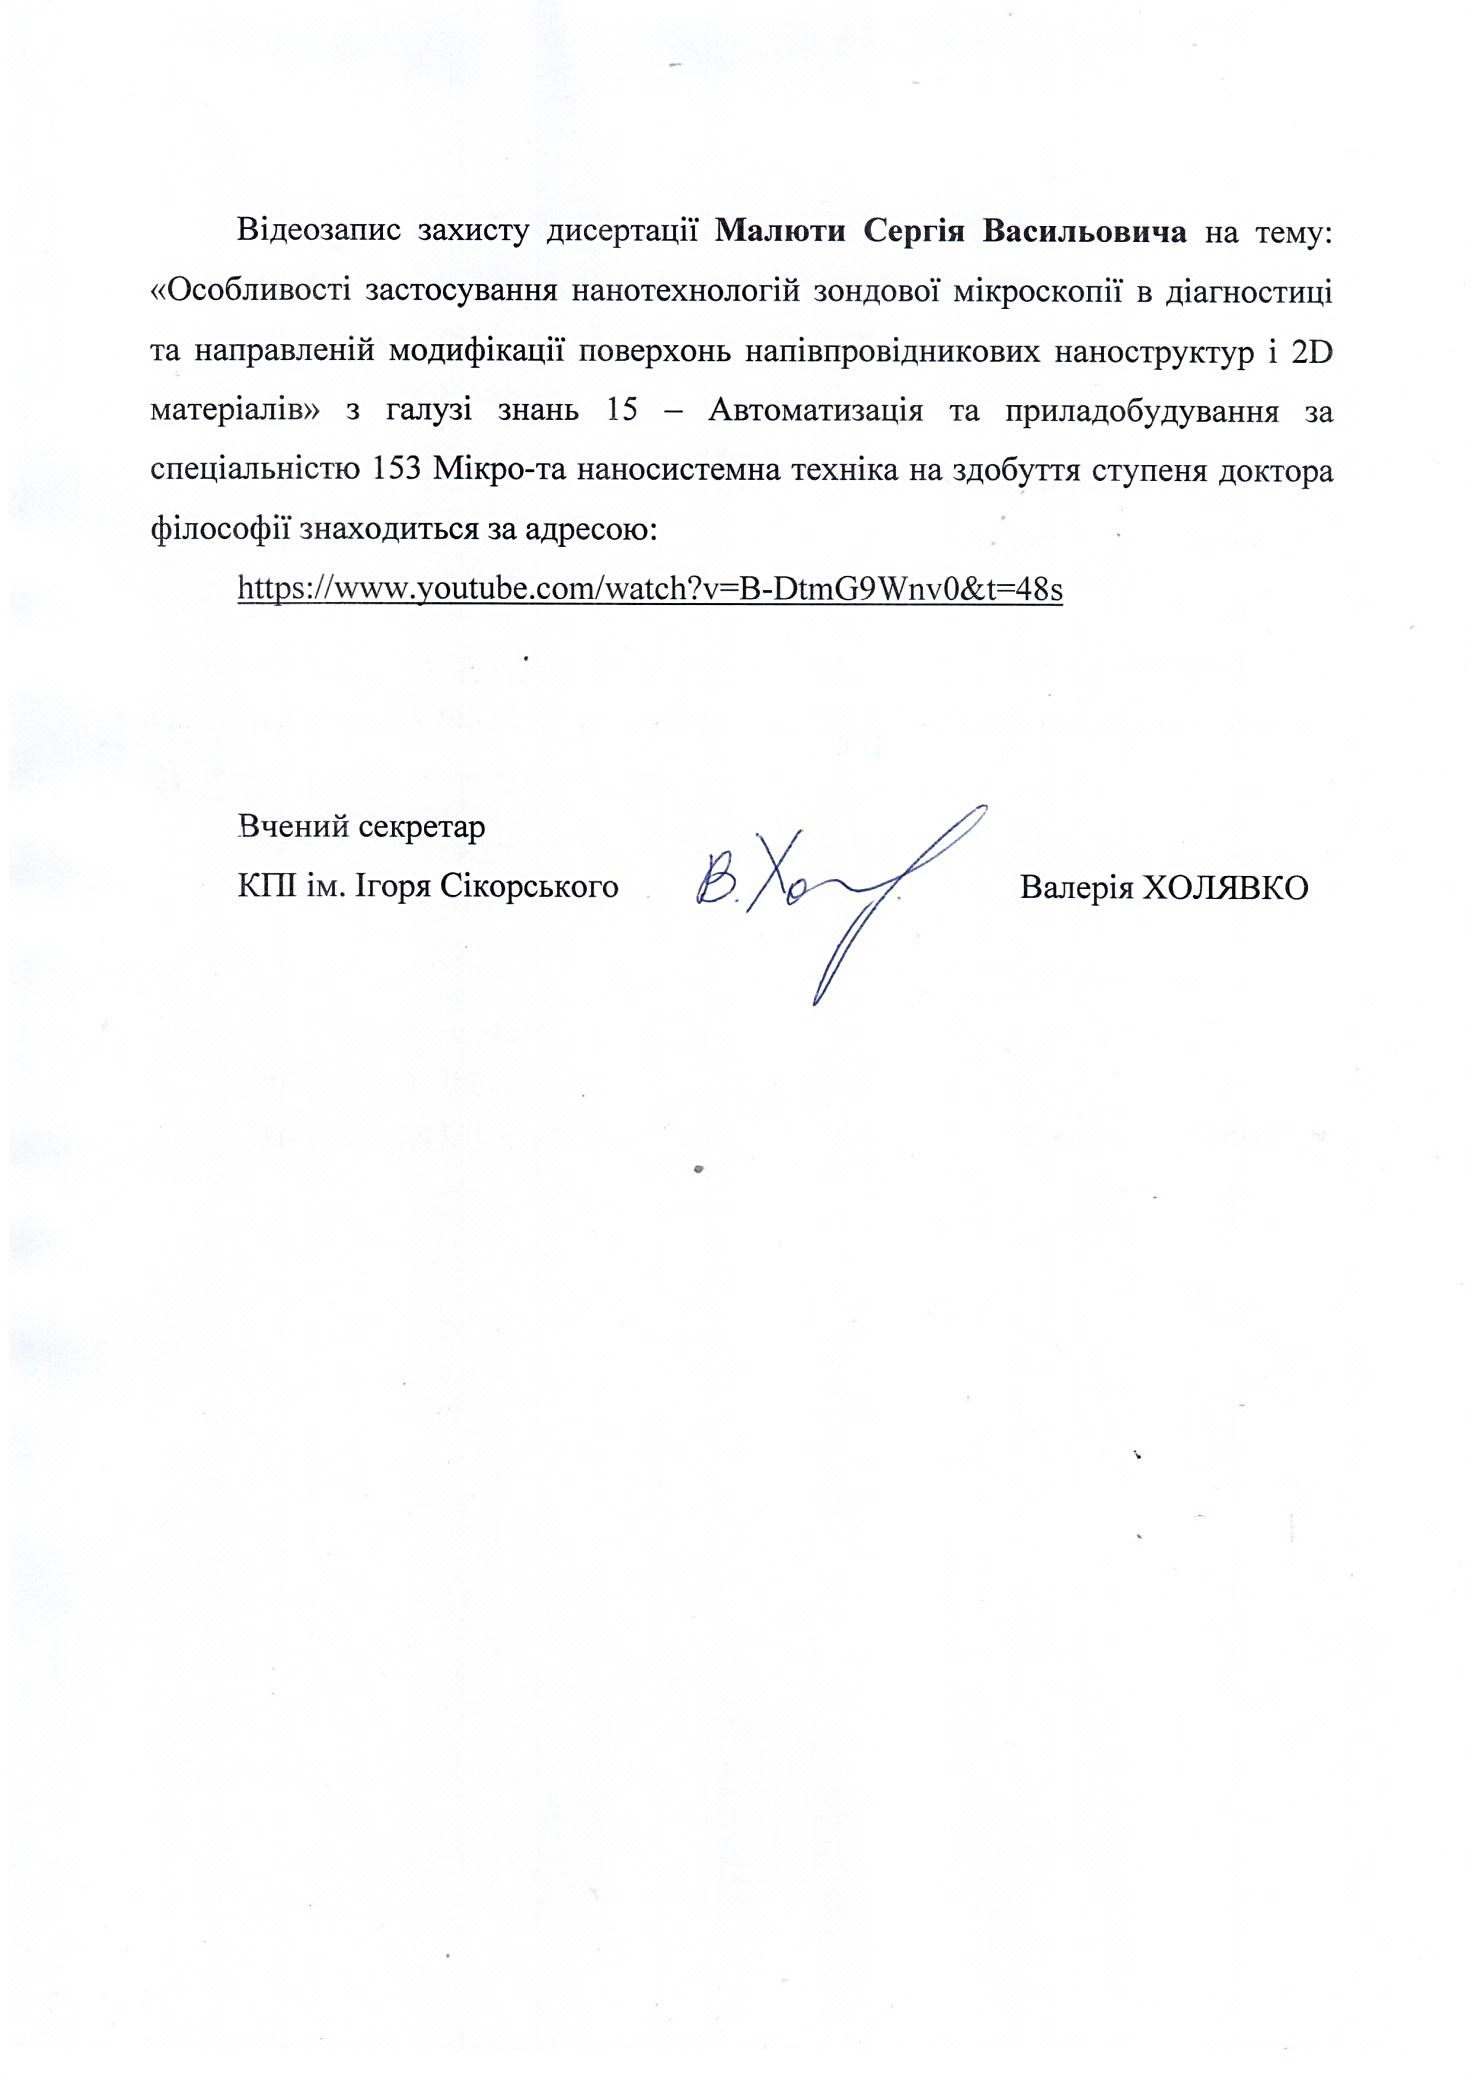 Відеозапис захисту дисертації Малюти Сергія Васильовича на тему:
«Особливості застосування нанотехнологій зондової мікроскопії в діагностиці
та направленій модифікації поверхонь напівпровідникових наноструктур і 2D
матеріалів» з галузі знань 15 – Автоматизація та приладобудування за
спеціальністю 153 Мікро-та наносистемна техніка на здобуття ступеня доктора
філософії знаходиться за адресою:
https://www.youtube.com/watch?v=B-DtmG9Wnv0&t=48s
Вчений секретар
КПІ ім. Ігоря Сікорського Валерія ХОЛЯВКО